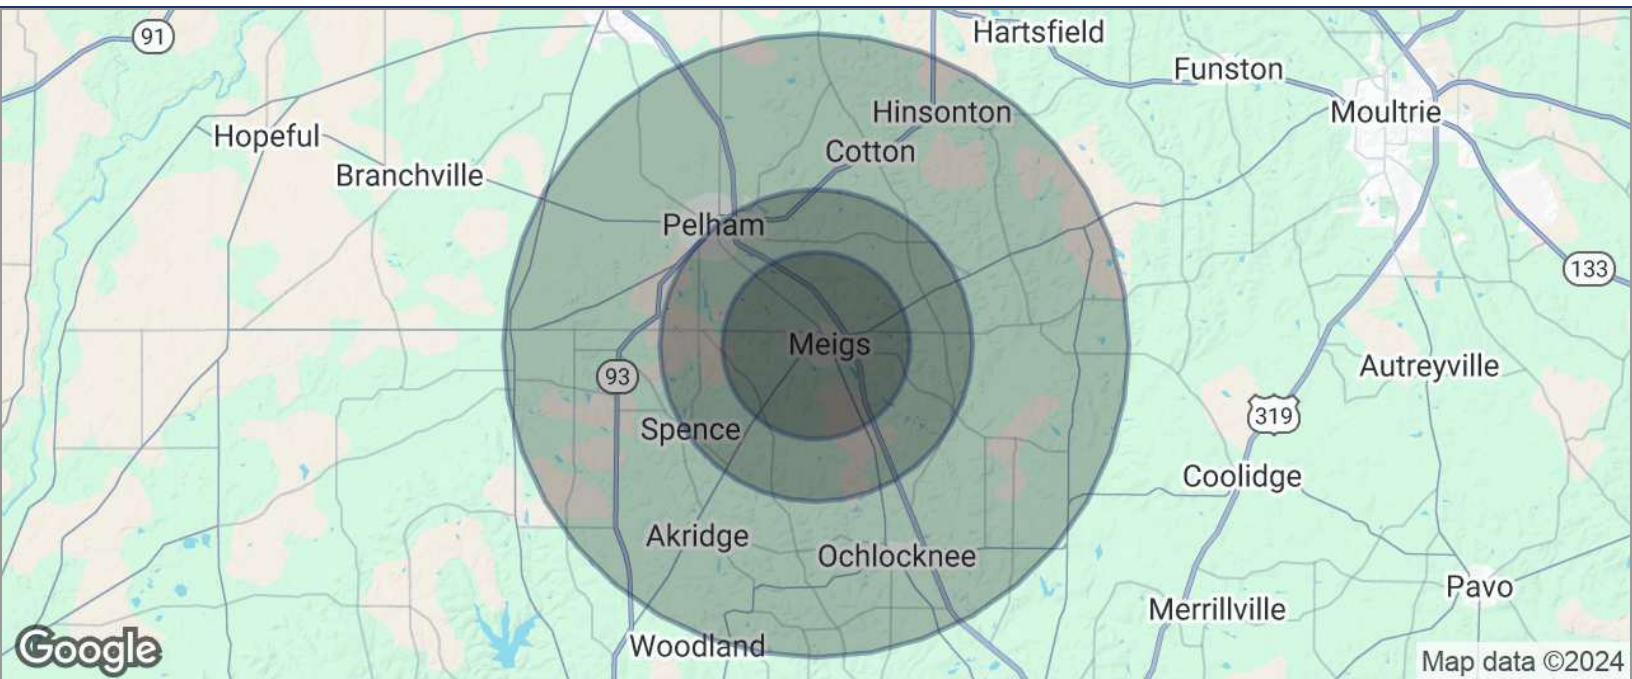 91
Hartsfield
Funston
Hinsonton
Moultrie
Hopeful
Cotton
Branchville
Pelham
133
Meigs
Autreyville
93
319
Spence
Coolidge
Akridge
Ochlocknee
Pavo
Merrillville
Woodland
Google
Map data ©2024